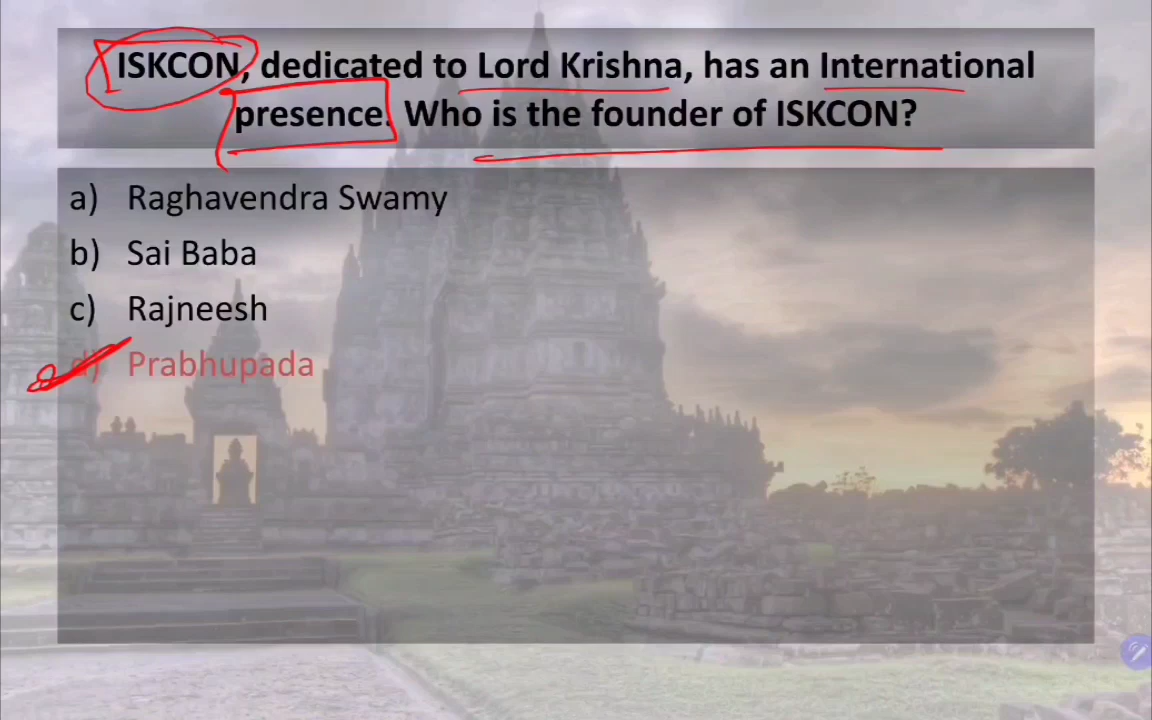 ISKCON, dedicated to Lord Krishna, has an International
presence. Who is the founder of ISKCON?
a) Raghavendra Swamy
b) Sai Baba
c) Rajneesh
d) Prabhupada